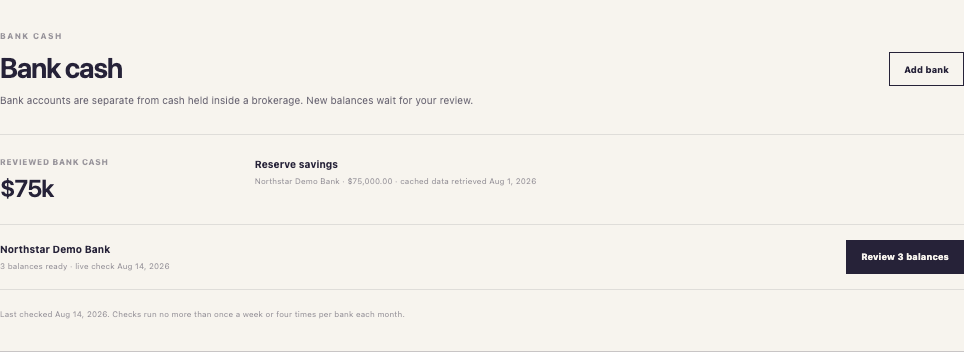 BANK CASH
Bank cash
Add bank
Bank accounts are separate from cash held inside a brokerage. New balances wait for your review.
REVIEWED BANK CASH
$75k
Reserve savings
Northstar Demo Bank · $75,000.00 · cached data retrieved Aug 1, 2026
Northstar Demo Bank
3 balances ready · live check Aug 14, 2026
Review 3 balances
Last checked Aug 14, 2026. Checks run no more than once a week or four times per bank each month.